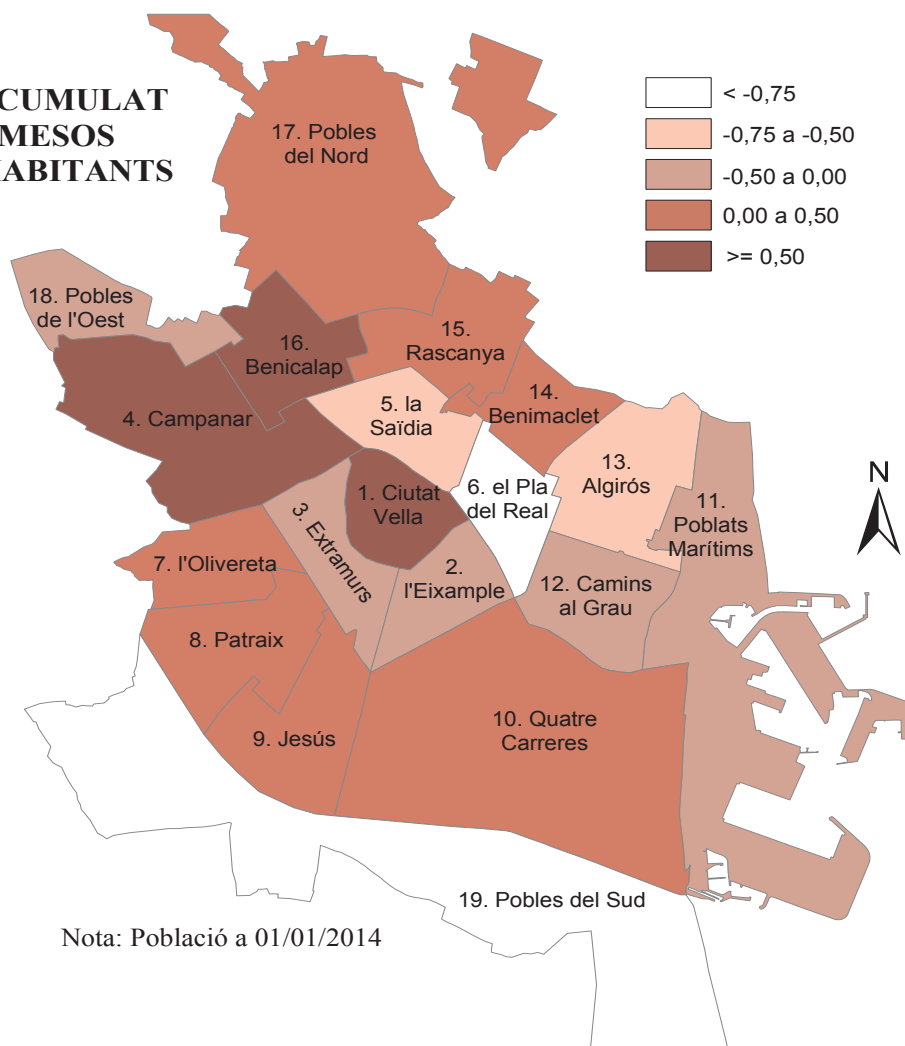 CUMULAT
MESOS
HABITANTS
< -0,75
-0,75 a -0,50
-0,50 a 0,00
0,00 a 0,50
>= 0,50
17. Pobles
del Nord
18. Pobles
de l'Oest
16.
Benicalap
15.
Rascanya
4. Campanar
5. la
Saïdia
14.
Benimaclet
13.
Algirós
6. el Pla
del Real
1. Ciutat
Vella
11.
Poblats
Marítims
N
3. Extramurs
7. l'Olivereta
2.
l'Eixample
12. Camins
al Grau
8. Patraix
9. Jesús
10. Quatre
Carreres
19. Pobles del Sud
Nota: Població a 01/01/2014